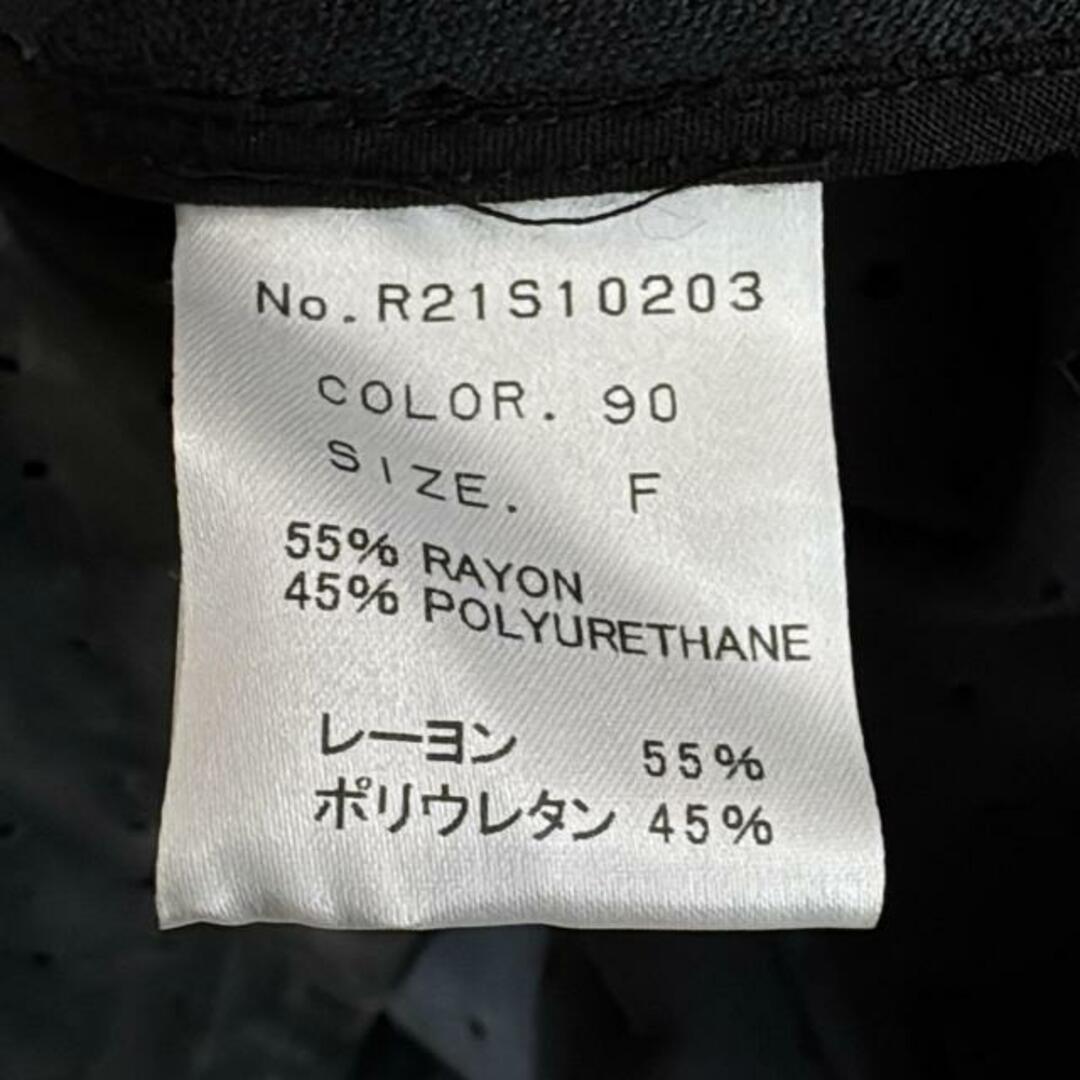 No. R21S10203
COLOR. 90
SIZE. F
55% RAYON
45% POLYURETHANE
レーヨン 55%
ポリウレタン 45%